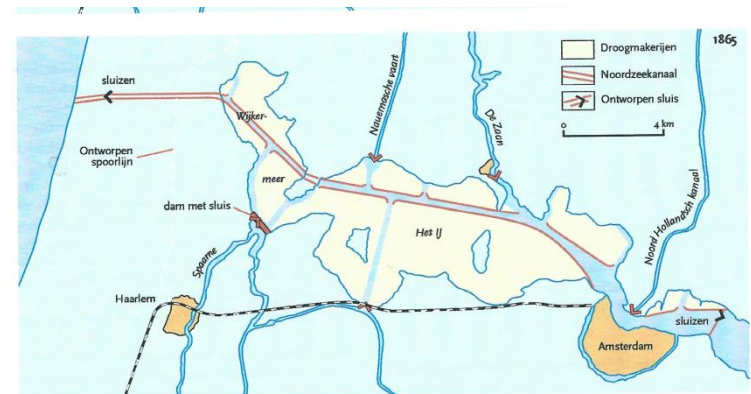 1865
Droogmakerijen
Noordzeekanaal
Ontworpen sluis
0 4 km
sluizen
Wijker-
meer
Nauernasche vaart
De Zaan
Ontworpen
spoorlijn
dam met sluis
Het IJ
Noord Hollandsch kanaal
Spaarne
Haarlem
sluizen
Amsterdam